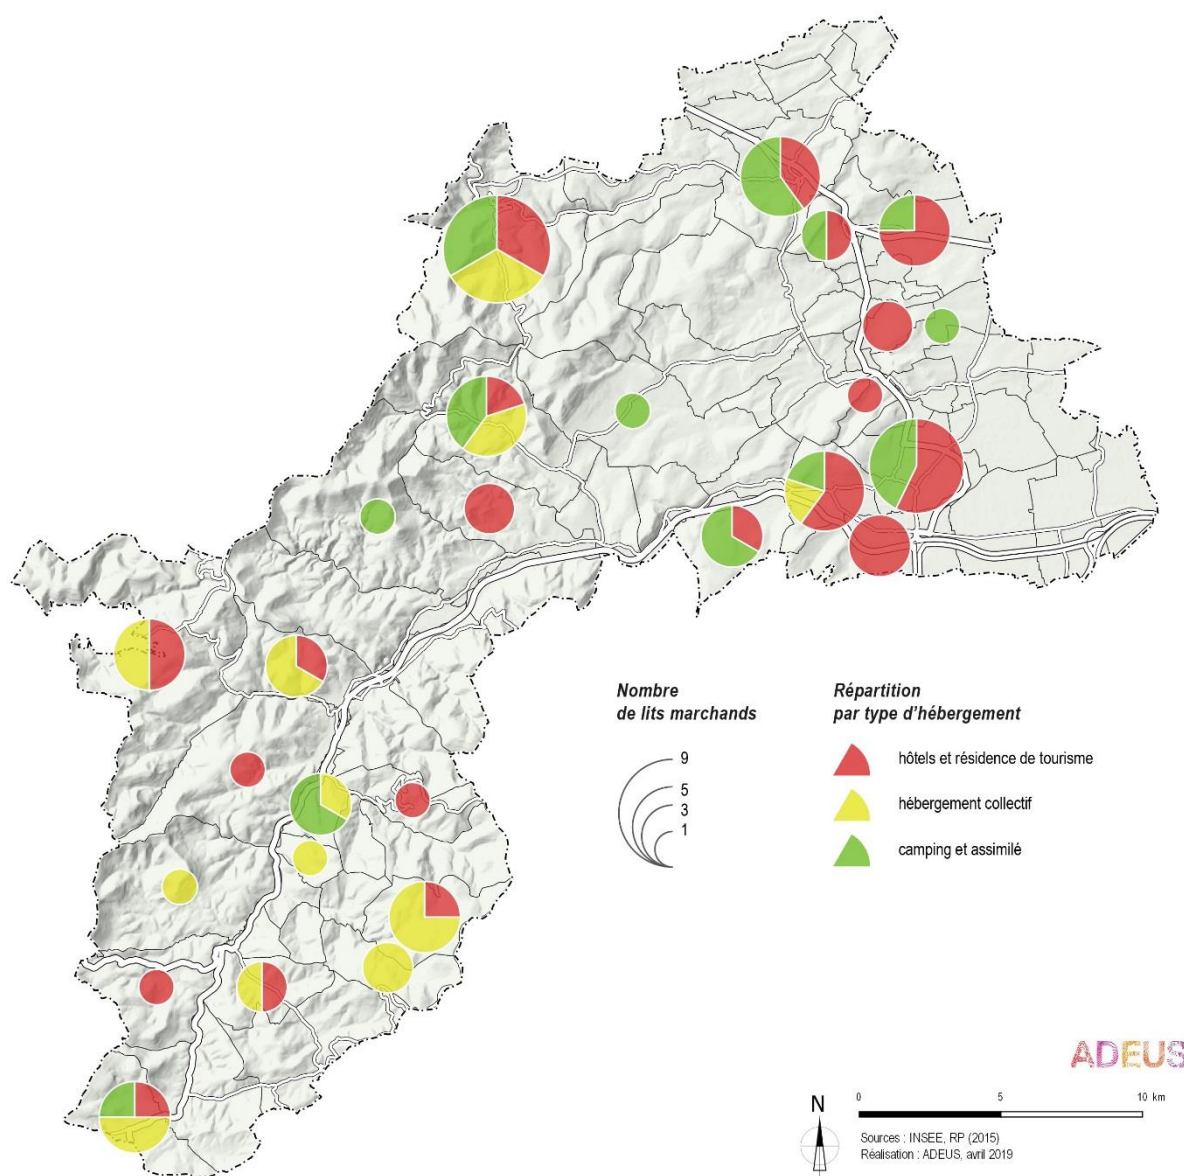 Nombre
de lits marchands
9
5
3
1
Répartition
par type d'hébergement
hôtels et résidence de tourisme
hébergement collectif
camping et assimilé
ADEUS
N
0 5 10 km
Sources : INSEE, RP (2015)
Réalisation : ADEUS, avril 2019